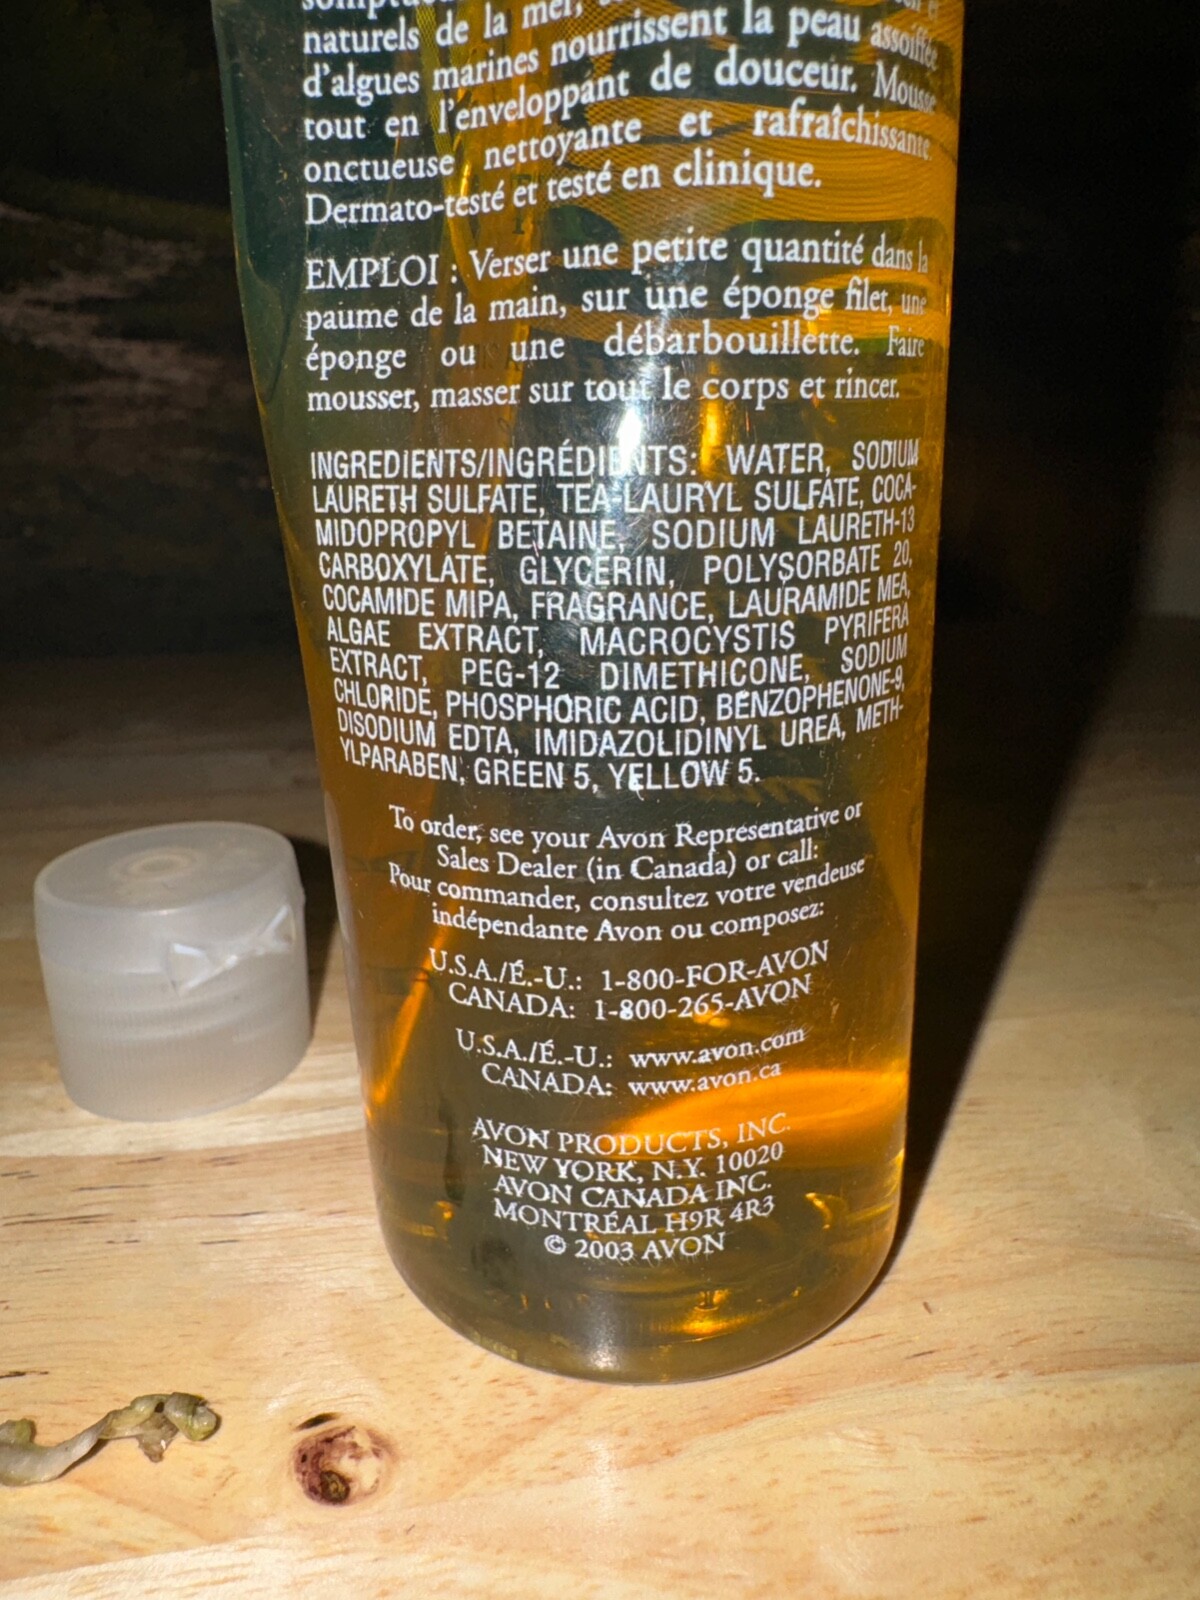 naturels de la mer,
d'algues marines nourrissent la peau assoiffée
tout en l'enveloppant de douceur. Mousse
onctueuse nettoyante et rafraîchissante.
Dermato-testé et testé en clinique.
EMPLOI : Verser une petite quantité dans la
paume de la main, sur une éponge filet, une
éponge ou une débarbouillette. Faire
mousser, masser sur tout le corps et rincer.
INGREDIENTS/INGRÉDIENTS: WATER, SODIUM
LAURETH SULFATE, TEA-LAURYL SULFATE, COCA-
MIDOPROPYL BETAINE, SODIUM LAURETH-13
CARBOXYLATE, GLYCERIN, POLYSORBATE 20,
COCAMIDE MIPA, FRAGRANCE, LAURAMIDE MEA,
ALGAE EXTRACT, MACROCYSTIS PYRIFERA
EXTRACT, PEG-12 DIMETHICONE, SODIUM
CHLORIDE, PHOSPHORIC ACID, BENZOPHENONE-9,
DISODIUM EDTA, IMIDAZOLIDINYL UREA, METH-
YLPARABEN, GREEN 5, YELLOW 5.
To order, see your Avon Representative or
Sales Dealer (in Canada) or call:
Pour commander, consultez votre vendeuse
indépendante Avon ou composez:
U.S.A./É.-U.: 1-800-FOR-AVON
CANADA: 1-800-265-AVON
U.S.A./É.-U.: www.avon.com
CANADA: www.avon.ca
AVON PRODUCTS, INC.
NEW YORK, N.Y. 10020
AVON CANADA INC.
MONTRÉAL H9R 4R3
© 2003 AVON